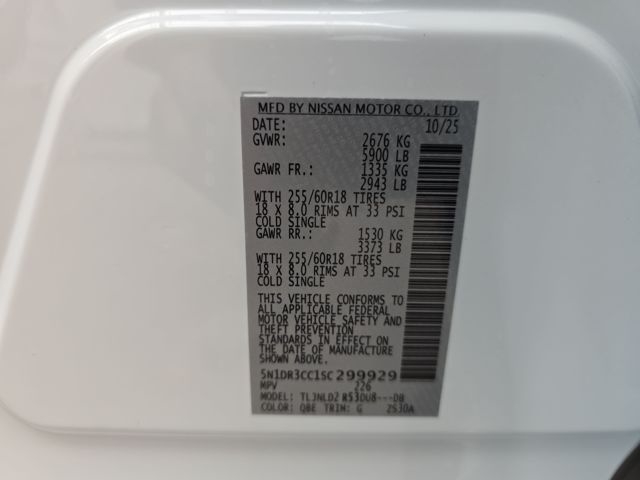 MFD BY NISSAN MOTOR CO., LTD.
DATE: 10/25
GVWR: 2676 KG
5900 LB
GAWR FR.: 1335 KG
2943 LB
WITH 255/60R18 TIRES
18 X 8.0 RIMS AT 33 PSI
COLD SINGLE
GAWR RR.: 1530 KG
3373 LB
WITH 255/60R18 TIRES
18 X 8.0 RIMS AT 33 PSI
COLD SINGLE
THIS VEHICLE CONFORMS TO
ALL APPLICABLE FEDERAL
MOTOR VEHICLE SAFETY AND
THEFT PREVENTION
STANDARDS IN EFFECT ON
THE DATE OF MANUFACTURE
SHOWN ABOVE.
5N1DR3CC1SC299929
MPV 226
MODEL: TLJNLD2 RS3DU8---DB
COLOR: QBE TRIM: G 2S30A